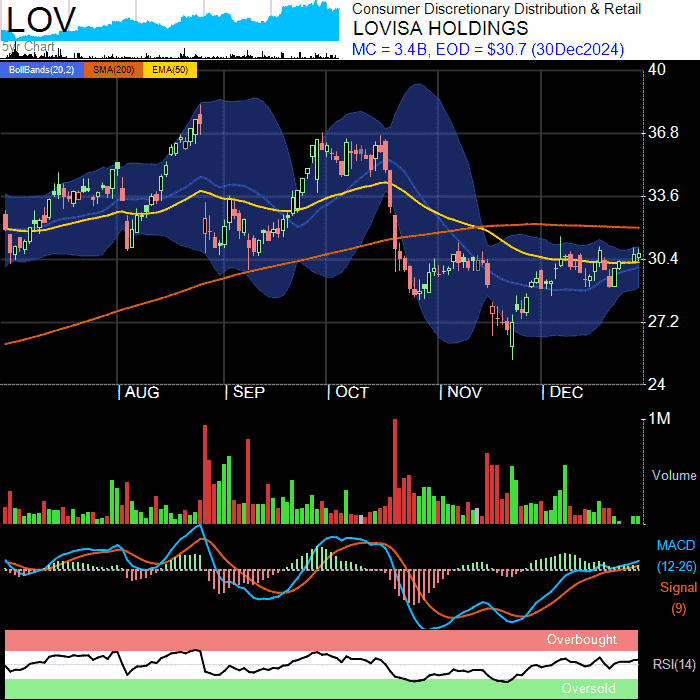 LOV
5yr Chart
Consumer Discretionary Distribution & Retail
LOVISA HOLDINGS
MC = 3.4B, EOD = $30.7 (30Dec2024)
BollBands(20,2) SMA(200) EMA(50)
40
36.8
33.6
30.4
27.2
24
AUG SEP OCT NOV DEC
1M
Volume
MACD
(12-26)
Signal
(9)
Overbought
RSI(14)
Oversold